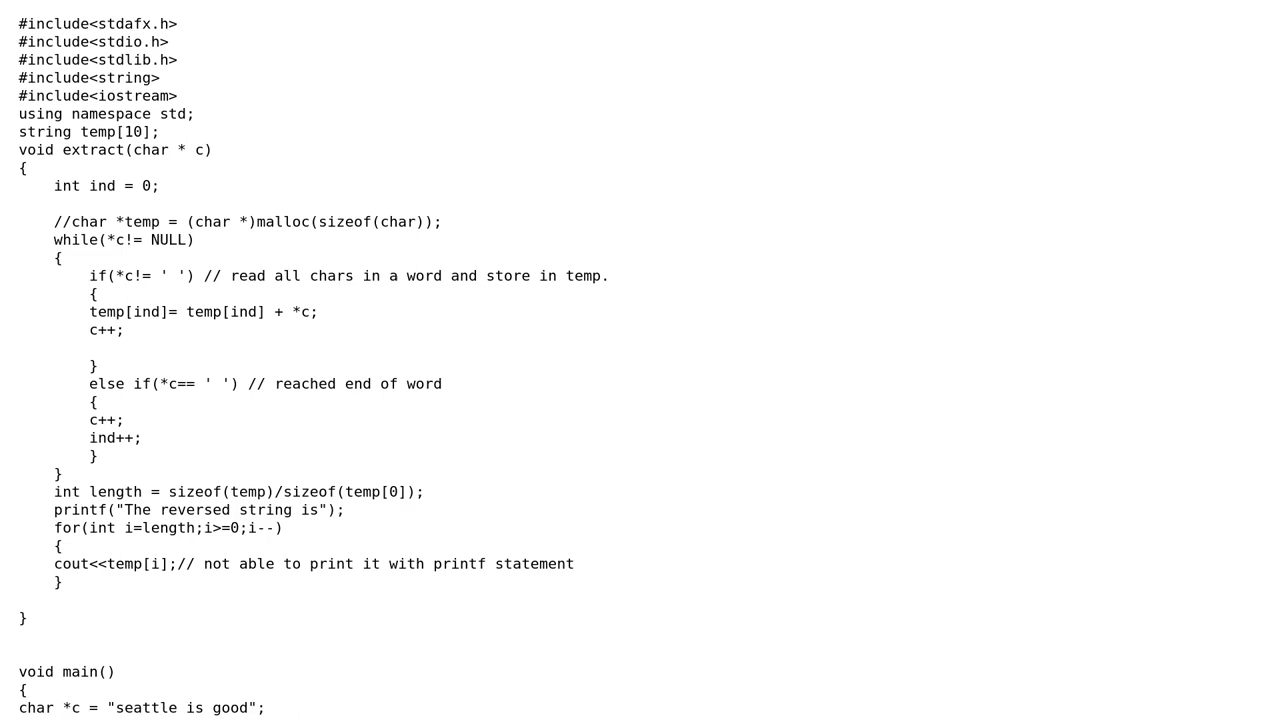 #include<stdafx.h>
#include<stdio.h>
#include<stdlib.h>
#include<string>
#include<iostream>
using namespace std;
string temp[10];
void extract(char * c)
{
    int ind = 0;

    //char *temp = (char *)malloc(sizeof(char));
    while(*c!= NULL)
    {
        if(*c!= ' ') // read all chars in a word and store in temp.
        {
        temp[ind]= temp[ind] + *c;
        c++;

        }
        else if(*c== ' ') // reached end of word
        {
        c++;
        ind++;
        }
    }
    int length = sizeof(temp)/sizeof(temp[0]);
    printf("The reversed string is");
    for(int i=length;i>=0;i--)
    {
    cout<<temp[i];// not able to print it with printf statement
    }

}


void main()
{
char *c = "seattle is good";